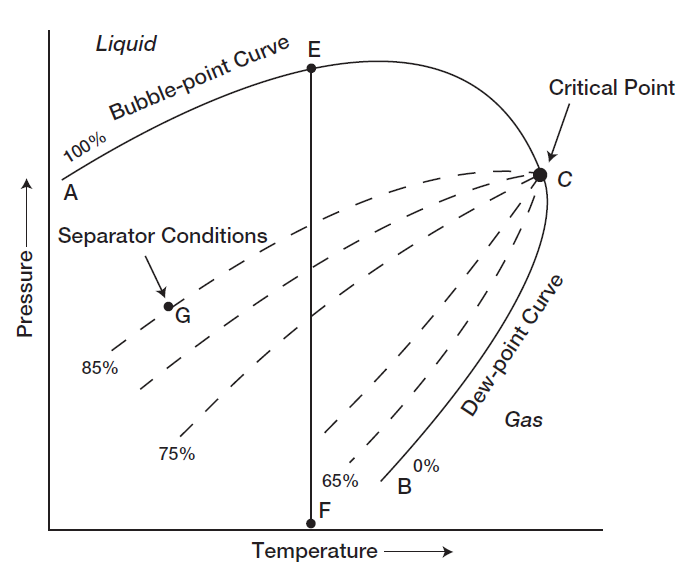 Liquid
E
Bubble-point Curve
Critical Point
100%
C
A
Separator Conditions
Pressure
G
85%
Dew-point Curve
Gas
75%
0%
65%
B
F
Temperature